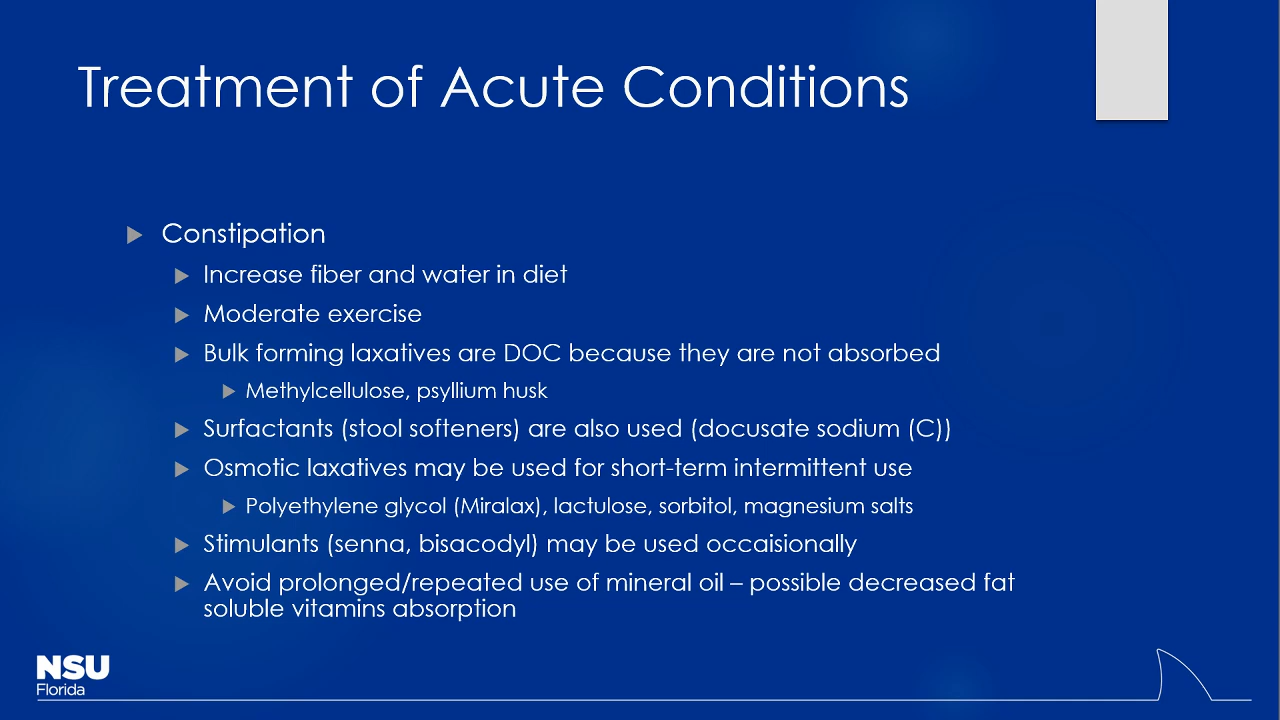 Treatment of Acute Conditions
Constipation
Increase fiber and water in diet
Moderate exercise
Bulk forming laxatives are DOC because they are not absorbed
Methylcellulose, psyllium husk
Surfactants (stool softeners) are also used (docusate sodium (C))
Osmotic laxatives may be used for short-term intermittent use
Polyethylene glycol (Miralax), lactulose, sorbitol, magnesium salts
Stimulants (senna, bisacodyl) may be used occaisionally
Avoid prolonged/repeated use of mineral oil – possible decreased fat
soluble vitamins absorption
NSU
Florida